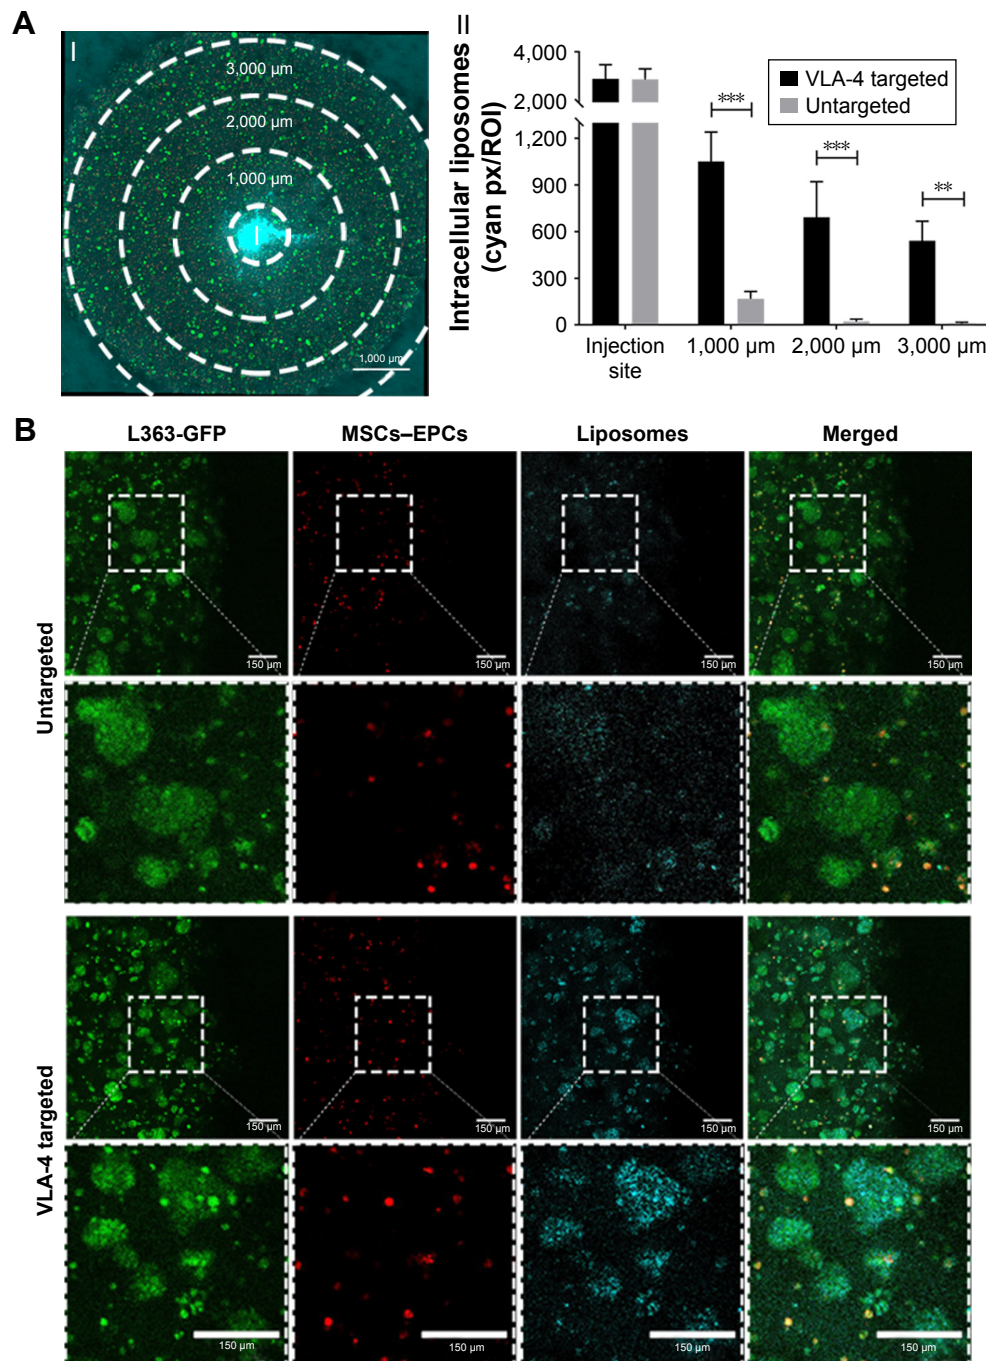 A
I
3,000 µm
2,000 µm
1,000 µm
I
1,000 µm
II
Intracellular liposomes
(cyan px/ROI)
4,000
2,000
1,200
900
600
300
0
VLA-4 targeted
Untargeted
***
***
**
Injection
site
1,000 µm
2,000 µm
3,000 µm
B
L363-GFP
MSCs–EPCs
Liposomes
Merged
Untargeted
150 µm
150 µm
150 µm
150 µm
VLA-4 targeted
150 µm
150 µm
150 µm
150 µm
150 µm
150 µm
150 µm
150 µm